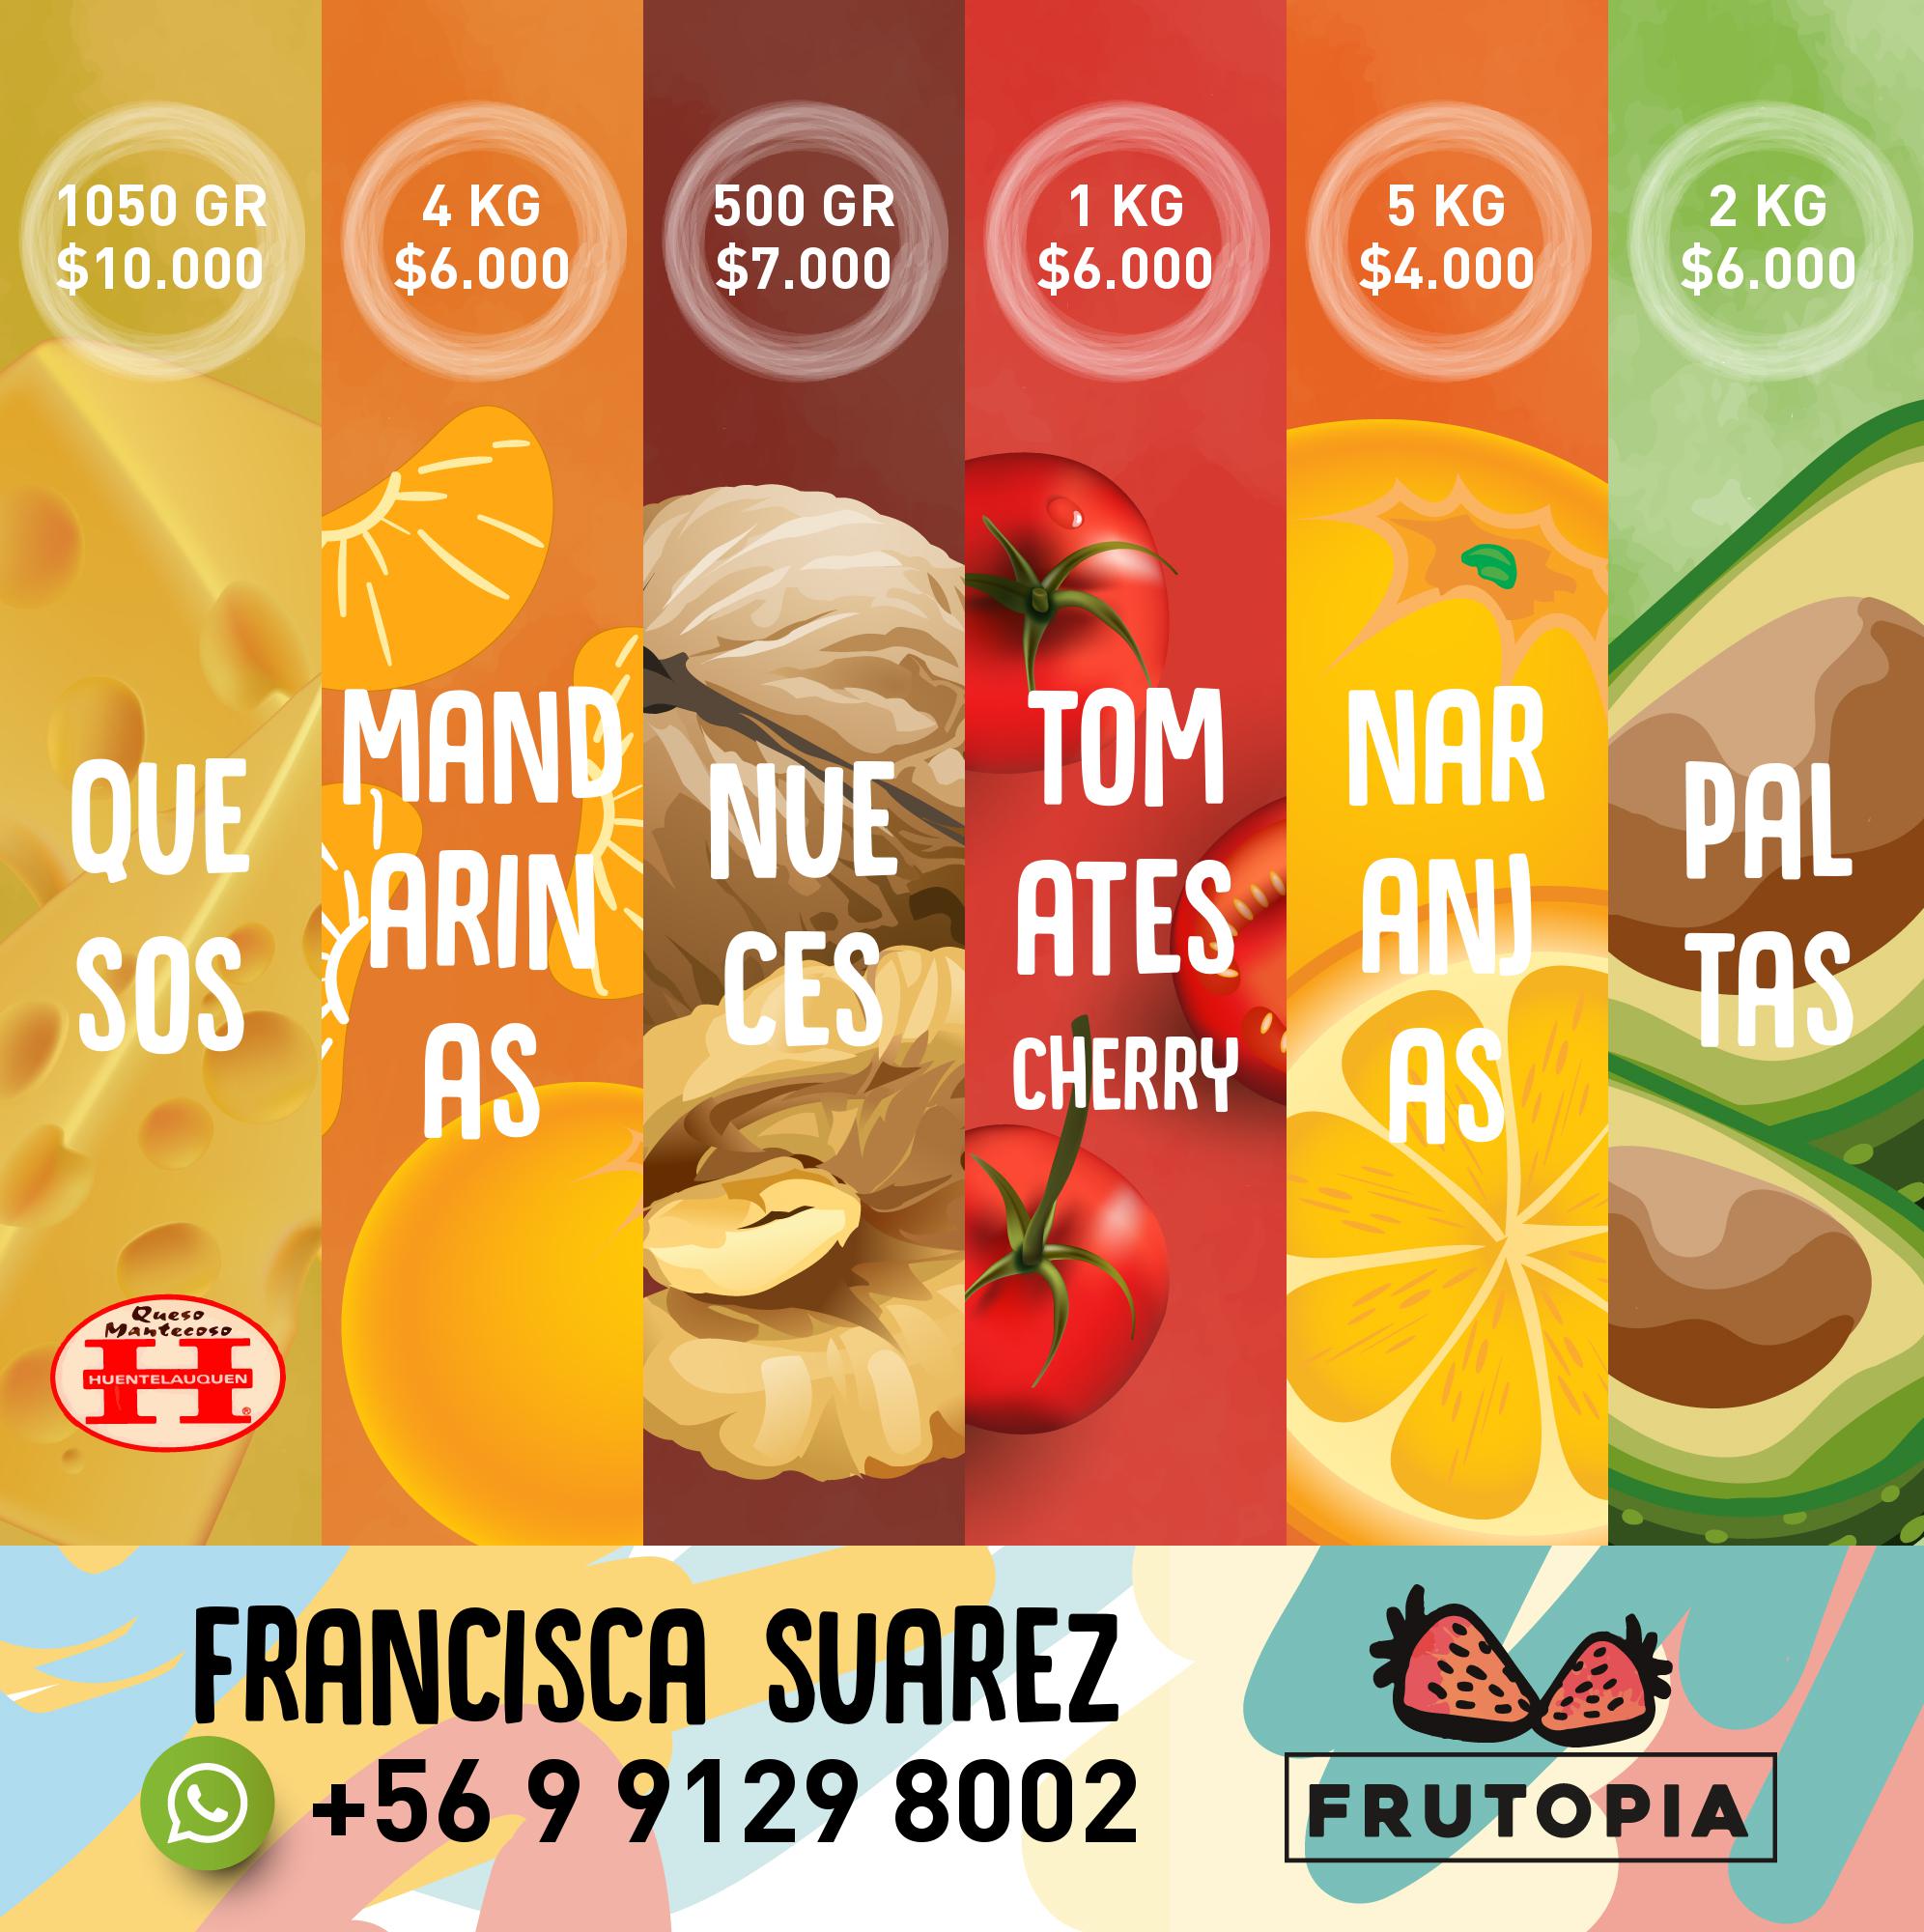 1050 GR
$10.000
QUE
SOS
Queso
Mantecoso
H
HUENTELAUQUEN
®
4 KG
$6.000
MAND
ARIN
AS
500 GR
$7.000
NUE
CES
1 KG
$6.000
TOM
ATES
CHERRY
5 KG
$4.000
NAR
ANJ
AS
2 KG
$6.000
PAL
TAS
FRANCISCA SUAREZ
+56 9 9129 8002
FRUTOPIA